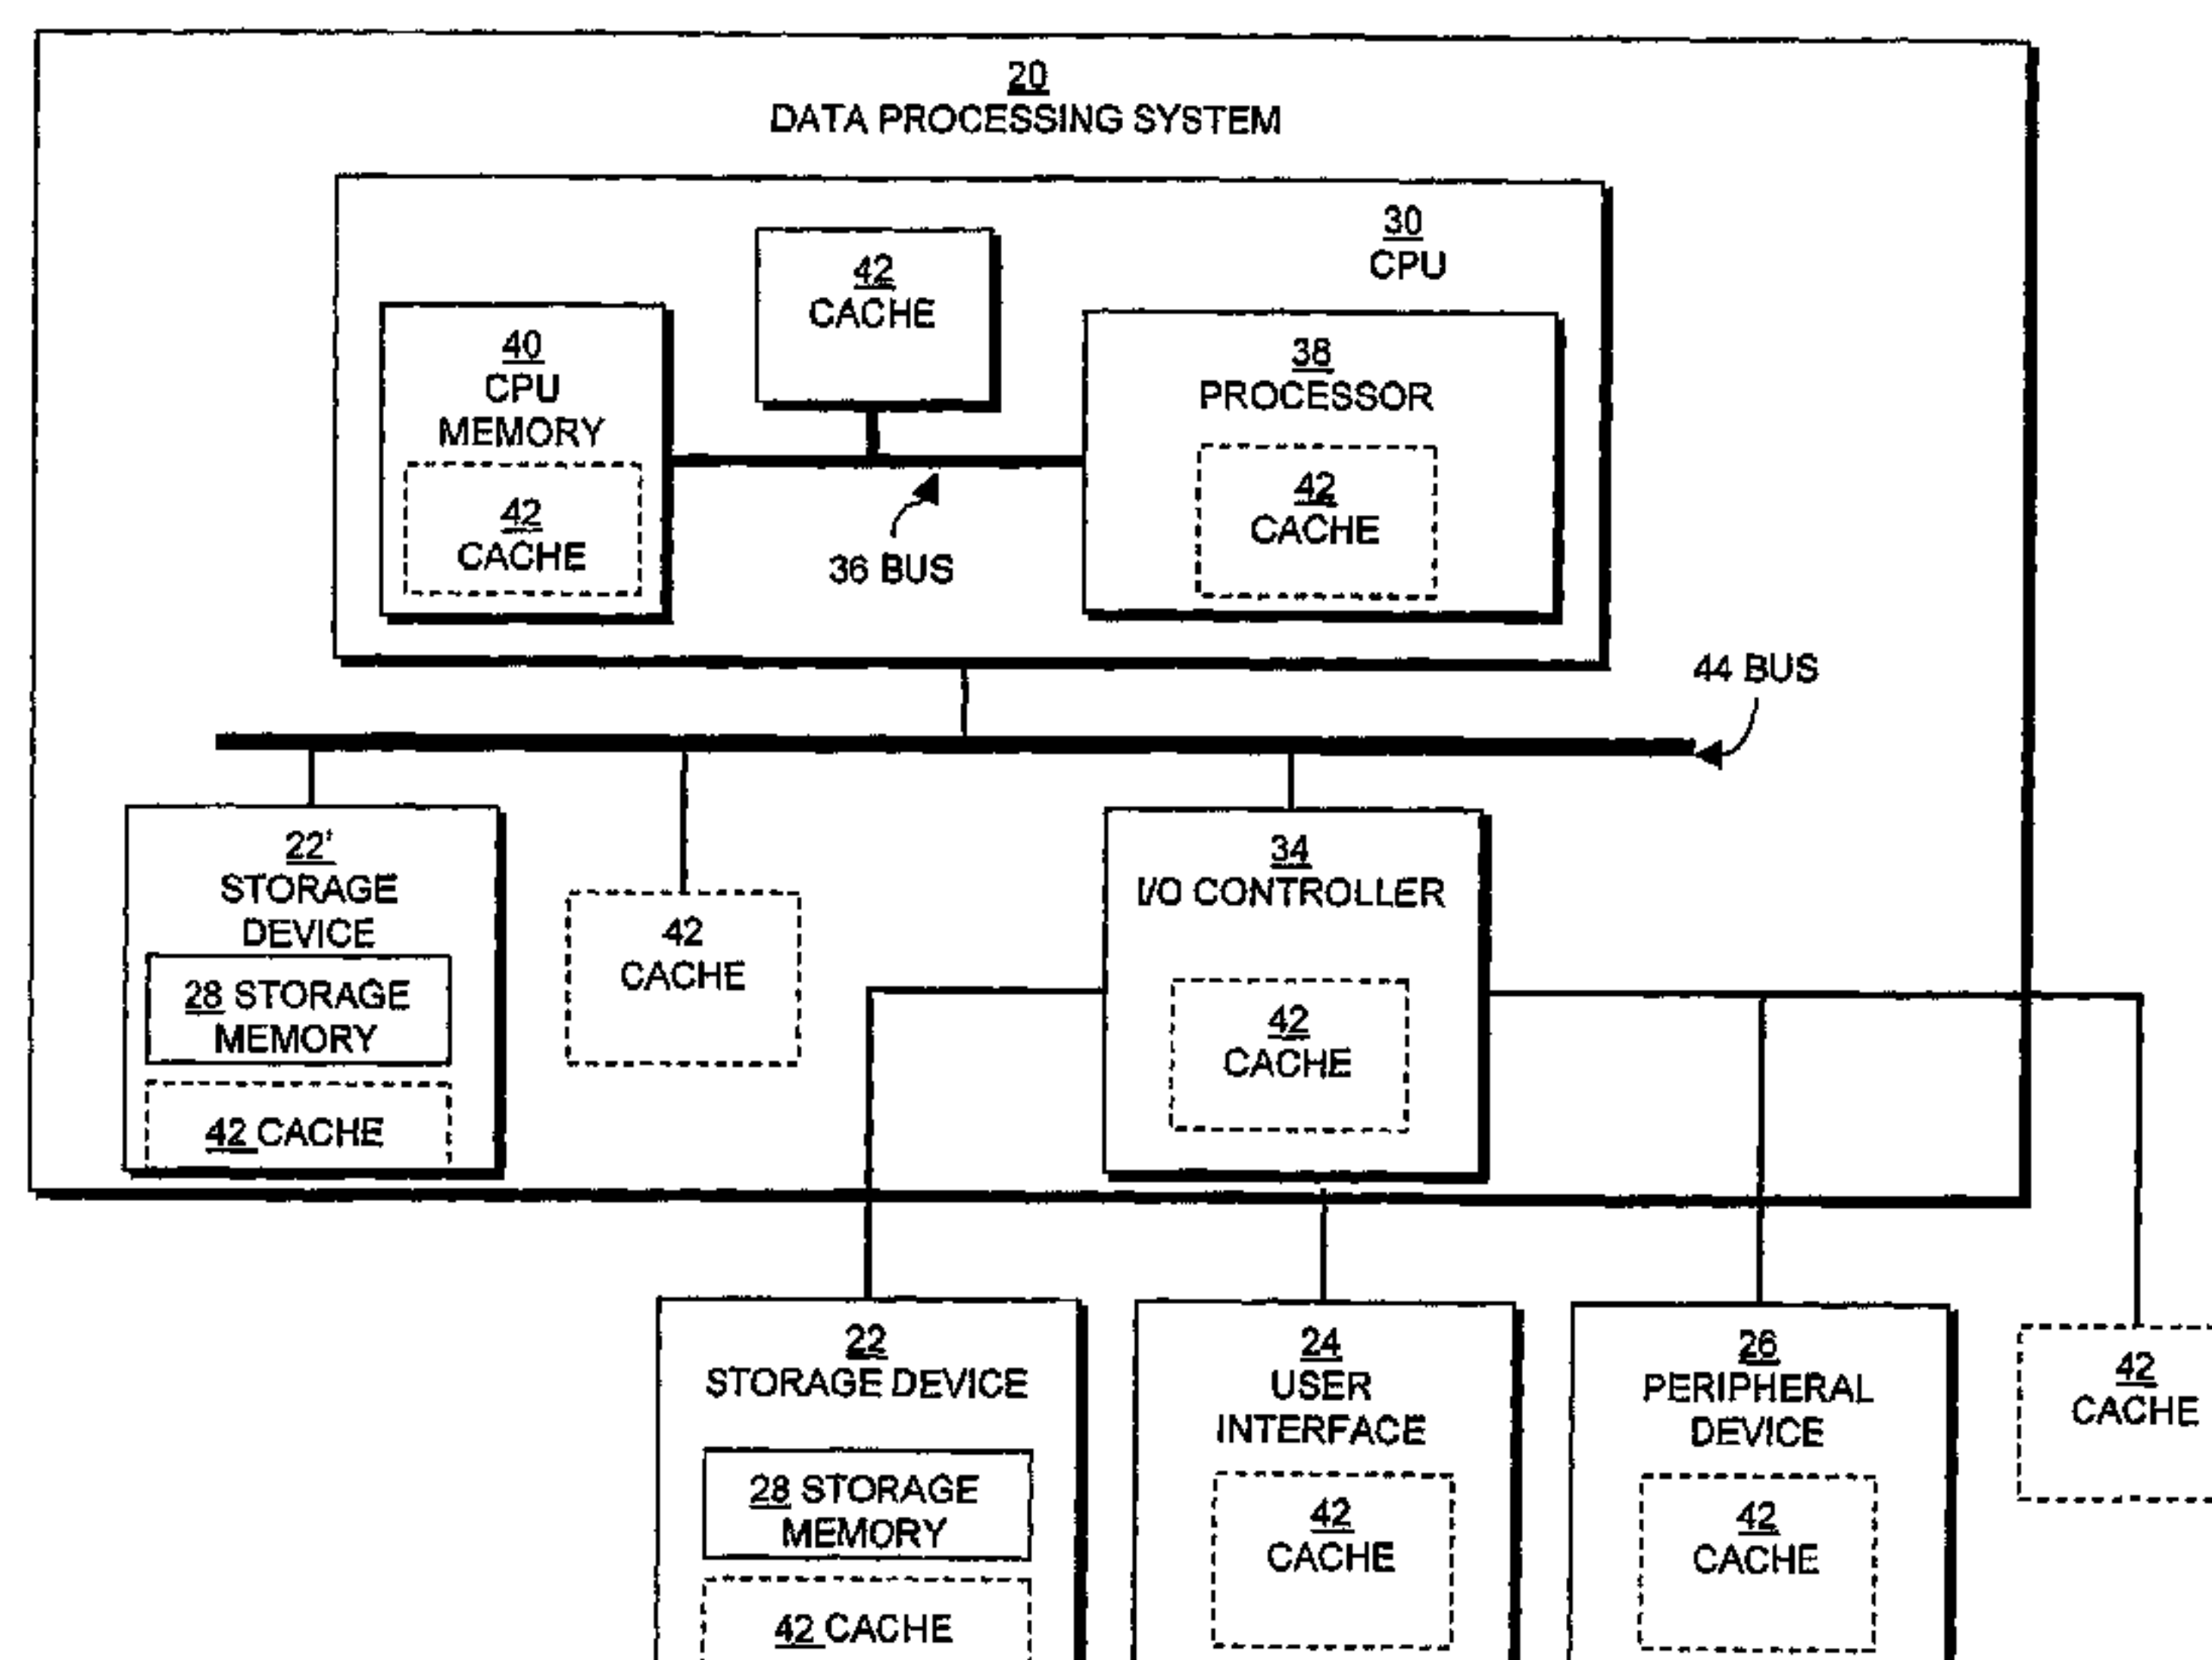 20
DATA PROCESSING SYSTEM
30
CPU
42
CACHE
40
CPU
MEMORY
42
CACHE
38
PROCESSOR
42
CACHE
36 BUS
44 BUS
22'
STORAGE
DEVICE
28 STORAGE
MEMORY
42 CACHE
42
CACHE
34
I/O CONTROLLER
42
CACHE
22
STORAGE DEVICE
28 STORAGE
MEMORY
42 CACHE
24
USER
INTERFACE
42
CACHE
26
PERIPHERAL
DEVICE
42
CACHE
42
CACHE